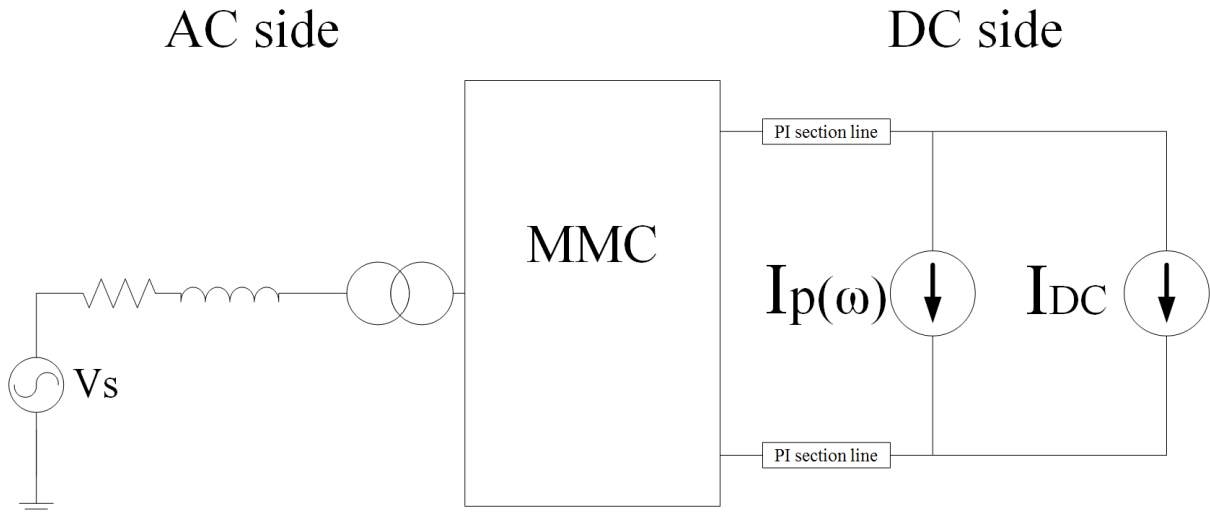 AC side
DC side
PI section line
MMC
Ip(ω)
IDC
Vs
PI section line